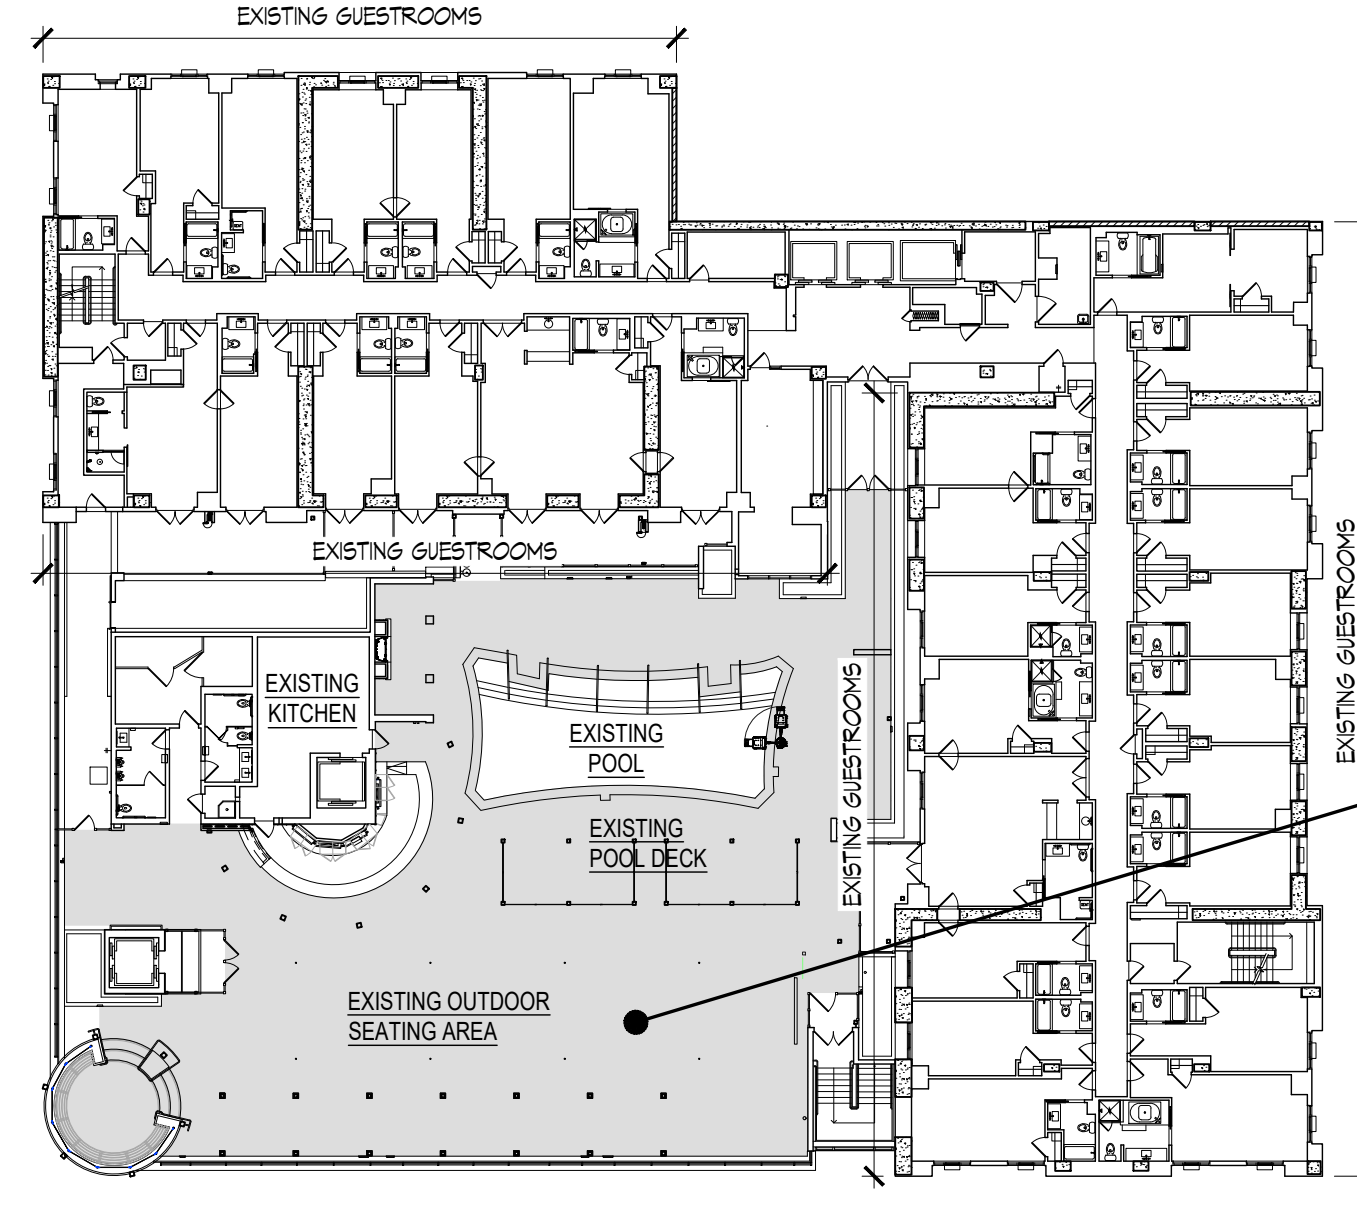 EXISTING GUESTROOMS
EXISTING GUESTROOMS
EXISTING
KITCHEN
EXISTING
POOL
EXISTING
POOL DECK
EXISTING GUESTROOMS
EXISTING GUESTROOMS
EXISTING OUTDOOR
SEATING AREA